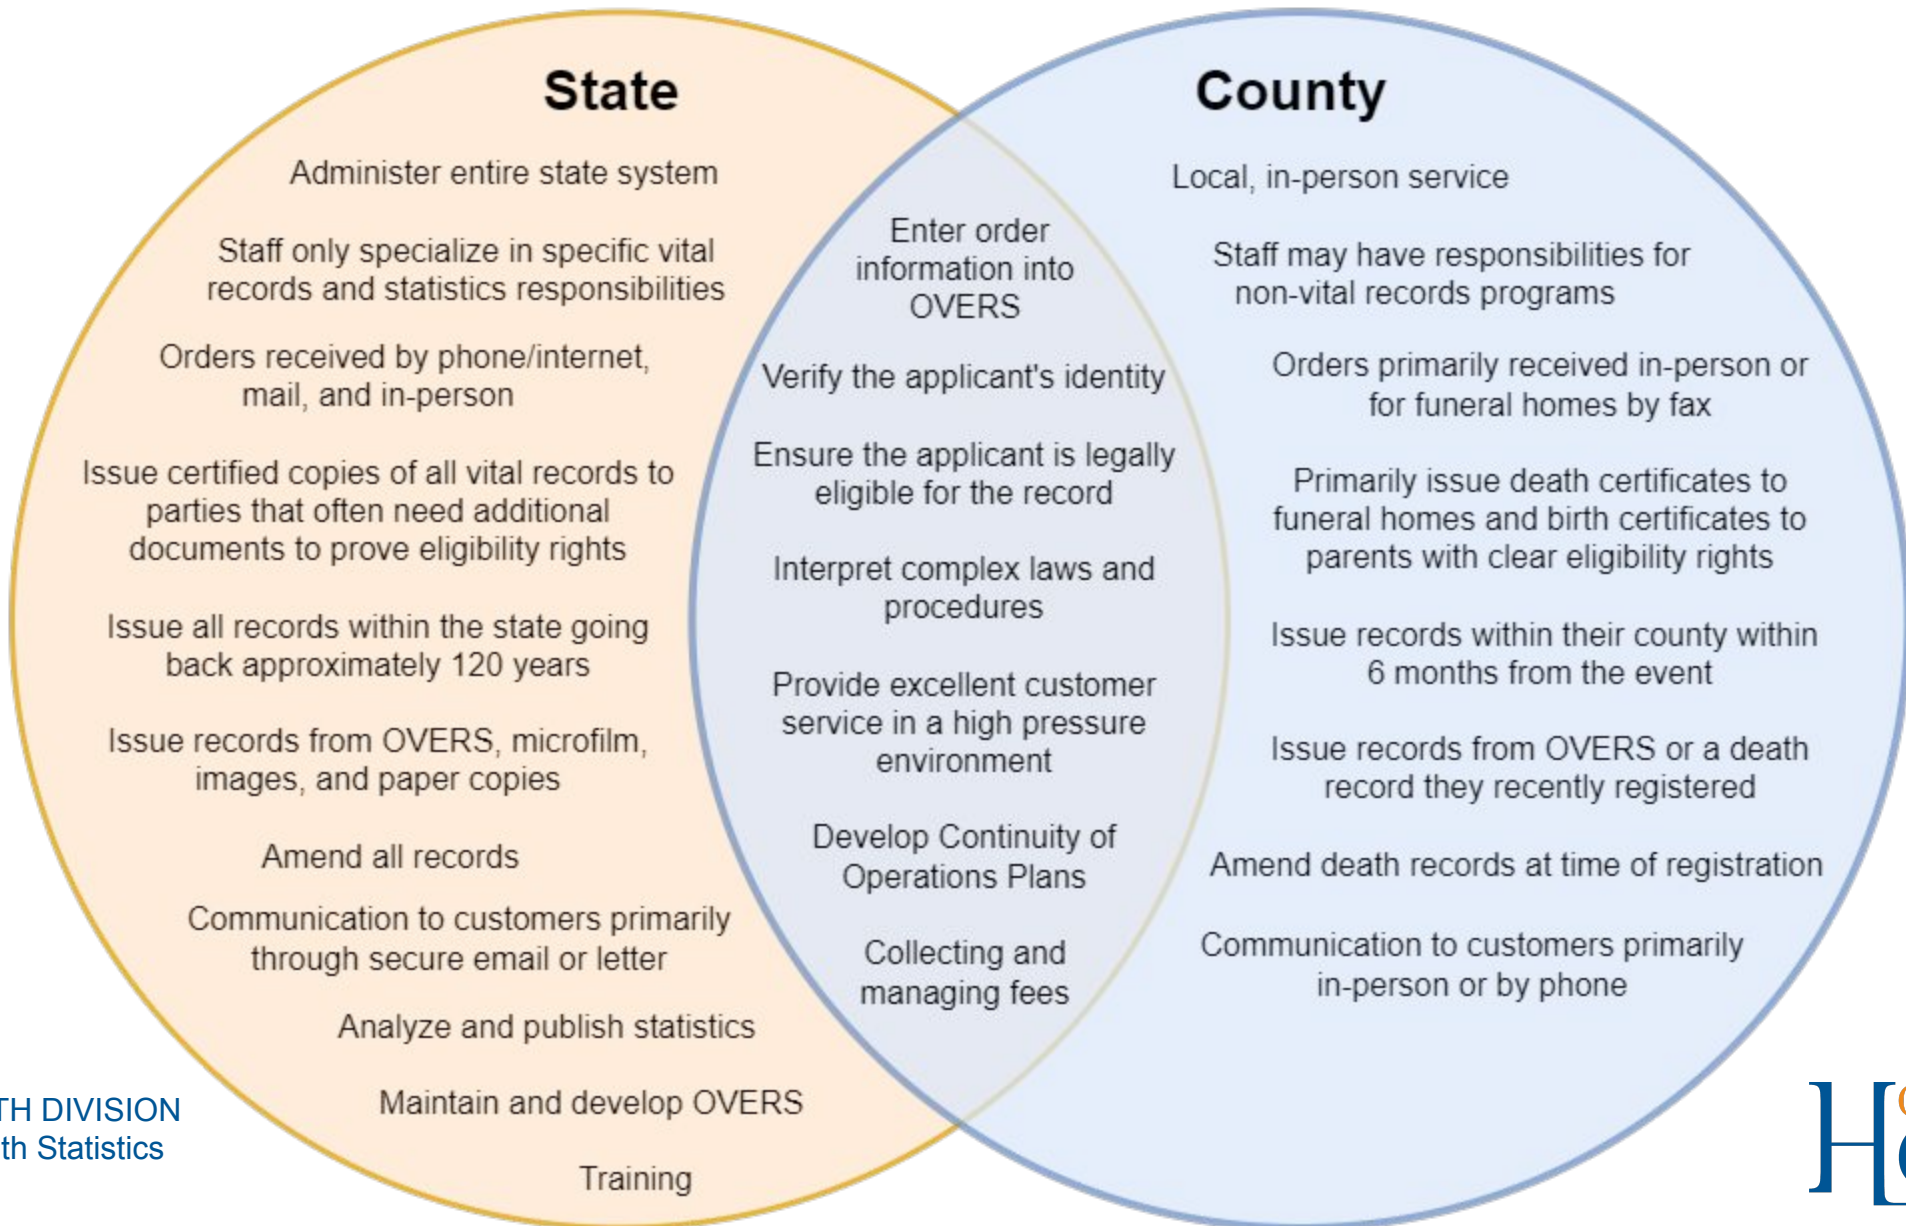 State
Administer entire state system
Staff only specialize in specific vital
records and statistics responsibilities
Orders received by phone/internet,
mail, and in-person
Issue certified copies of all vital records to
parties that often need additional
documents to prove eligibility rights
Issue all records within the state going
back approximately 120 years
Issue records from OVERS, microfilm,
images, and paper copies
Amend all records
Communication to customers primarily
through secure email or letter
Analyze and publish statistics
Maintain and develop OVERS
Training
Enter order
information into
OVERS
Verify the applicant's identity
Ensure the applicant is legally
eligible for the record
Interpret complex laws and
procedures
Provide excellent customer
service in a high pressure
environment
Develop Continuity of
Operations Plans
Collecting and
managing fees
County
Local, in-person service
Staff may have responsibilities for
non-vital records programs
Orders primarily received in-person or
for funeral homes by fax
Primarily issue death certificates to
funeral homes and birth certificates to
parents with clear eligibility rights
Issue records within their county within
6 months from the event
Issue records from OVERS or a death
record they recently registered
Amend death records at time of registration
Communication to customers primarily
in-person or by phone
TH DIVISION
th Statistics